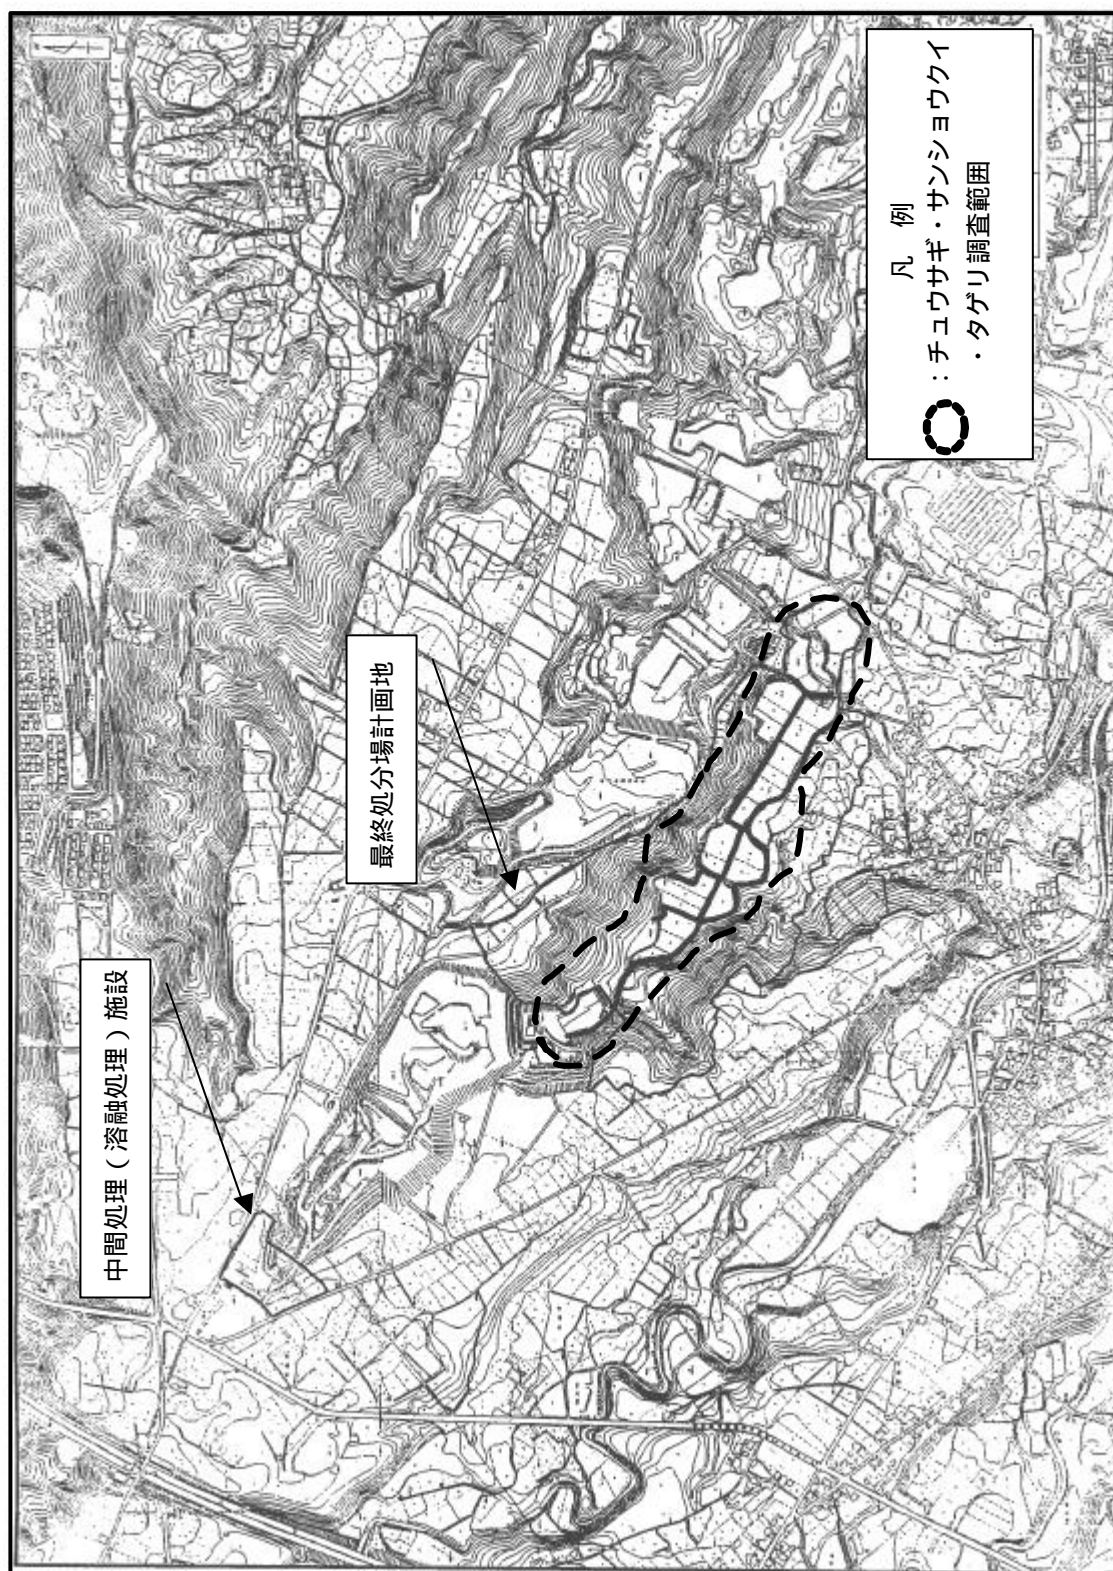 凡　例
：チュウサギ・サンショウクイ
・タゲリ調査範囲
最終処分場計画地
中間処理（溶融処理）施設